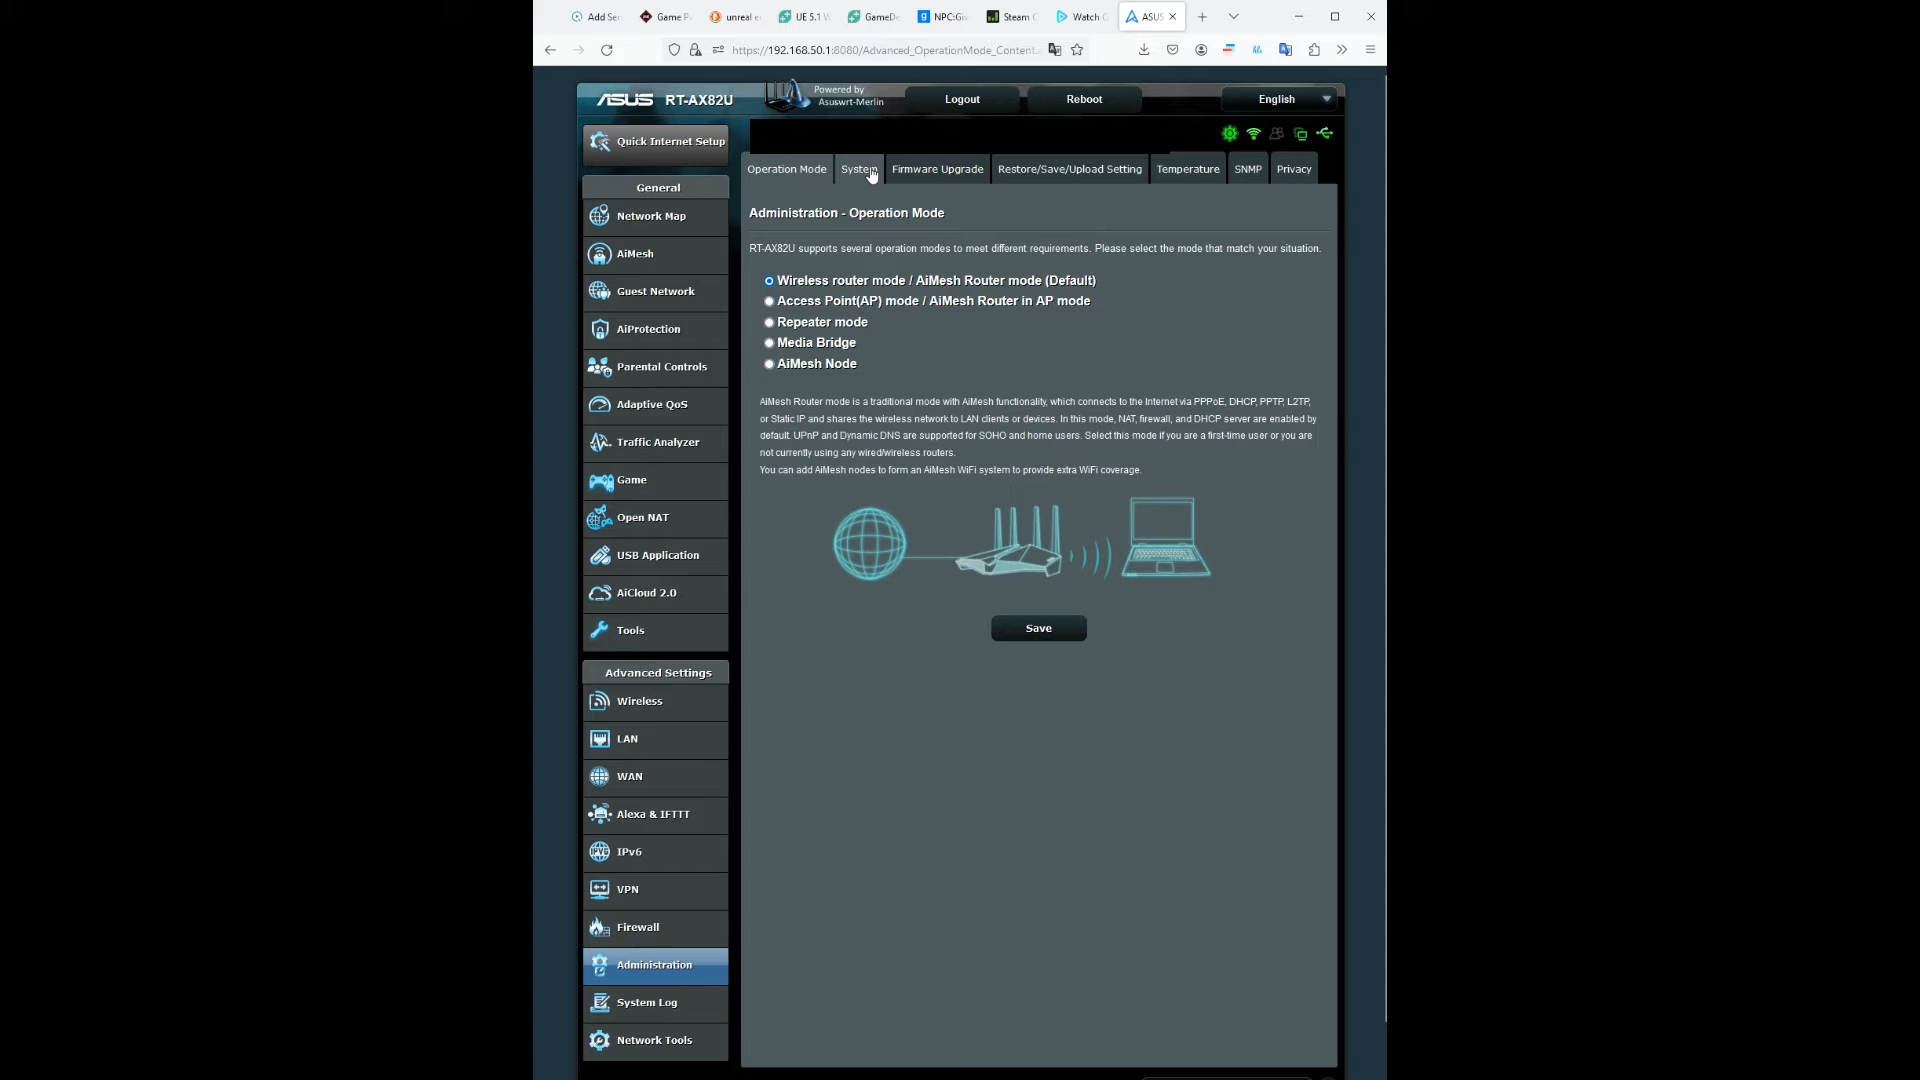 Add Ser
Game P
unreal e
UE 5.1 W
GameDe
NPC:Giv
Steam C
Watch C
ASUS
https://192.168.50.1:8080/Advanced_OperationMode_Content.
ASUS RT-AX82U
Powered by
Asuswrt-Merlin
Logout
Reboot
English
Quick Internet Setup
Operation Mode
System
Firmware Upgrade
Restore/Save/Upload Setting
Temperature
SNMP
Privacy
General
Network Map
AiMesh
Guest Network
AiProtection
Parental Controls
Adaptive QoS
Traffic Analyzer
Game
Open NAT
USB Application
AiCloud 2.0
Tools
Advanced Settings
Wireless
LAN
WAN
Alexa & IFTTT
IPv6
VPN
Firewall
Administration
System Log
Network Tools
Administration - Operation Mode
RT-AX82U supports several operation modes to meet different requirements. Please select the mode that match your situation.
Wireless router mode / AiMesh Router mode (Default)
Access Point(AP) mode / AiMesh Router in AP mode
Repeater mode
Media Bridge
AiMesh Node
AiMesh Router mode is a traditional mode with AiMesh functionality, which connects to the Internet via PPPoE, DHCP, PPTP, L2TP,
or Static IP and shares the wireless network to LAN clients or devices. In this mode, NAT, firewall, and DHCP server are enabled by
default. UPnP and Dynamic DNS are supported for SOHO and home users. Select this mode if you are a first-time user or you are
not currently using any wired/wireless routers.
You can add AiMesh nodes to form an AiMesh WiFi system to provide extra WiFi coverage.
Save